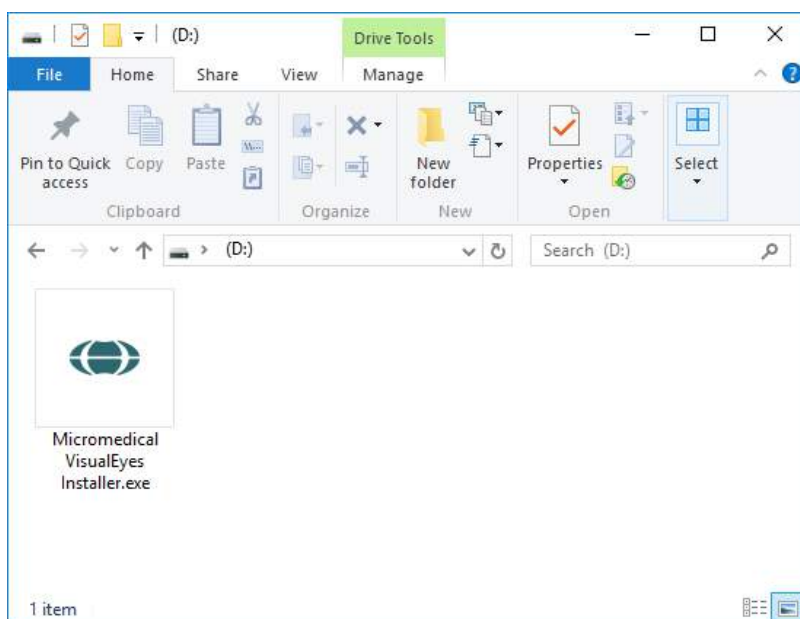 (D:)
Drive Tools
File
Home
Share
View
Manage
Pin to Quick
access
Copy
Paste
Clipboard
Organize
New
folder
New
Properties
Open
Select
(D:)
Search (D:)
Micromedical
VisualEyes
Installer.exe
1 item